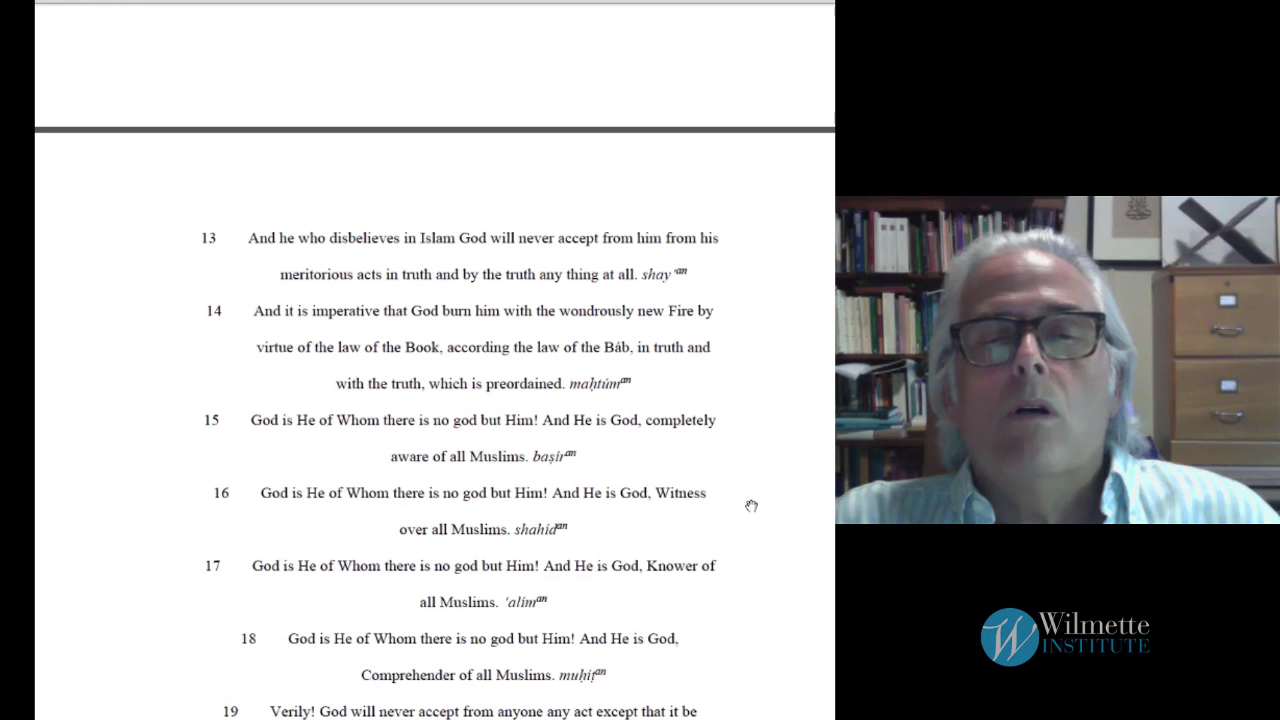 13 And he who disbelieves in Islam God will never accept from him from his
meritorious acts in truth and by the truth any thing at all. shay’an
14 And it is imperative that God burn him with the wondrously new Fire by
virtue of the law of the Book, according the law of the Báb, in truth and
with the truth, which is preordained. maḥtúman
15 God is He of Whom there is no god but Him! And He is God, completely
aware of all Muslims. baṣíran
16 God is He of Whom there is no god but Him! And He is God, Witness
over all Muslims. shahídan
17 God is He of Whom there is no god but Him! And He is God, Knower of
all Muslims. ‘alíman
18 God is He of Whom there is no god but Him! And He is God,
Comprehender of all Muslims. muḥíṭan
19 Verily! God will never accept from anyone any act except that it be
W Wilmette
INSTITUTE